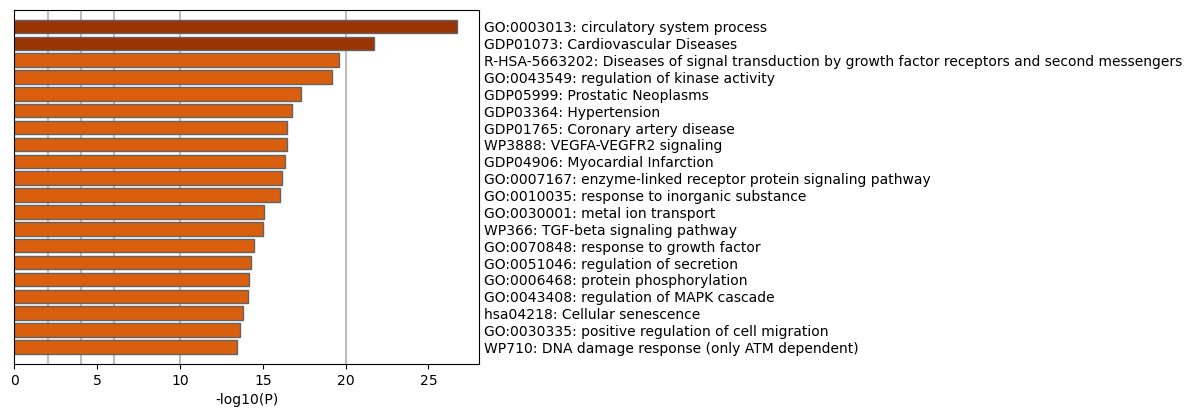 GO:0003013: circulatory system process
GDP01073: Cardiovascular Diseases
R-HSA-5663202: Diseases of signal transduction by growth factor receptors and second messengers
GO:0043549: regulation of kinase activity
GDP05999: Prostatic Neoplasms
GDP03364: Hypertension
GDP01765: Coronary artery disease
WP3888: VEGFA-VEGFR2 signaling
GDP04906: Myocardial Infarction
GO:0007167: enzyme-linked receptor protein signaling pathway
GO:0010035: response to inorganic substance
GO:0030001: metal ion transport
WP366: TGF-beta signaling pathway
GO:0070848: response to growth factor
GO:0051046: regulation of secretion
GO:0006468: protein phosphorylation
GO:0043408: regulation of MAPK cascade
hsa04218: Cellular senescence
GO:0030335: positive regulation of cell migration
WP710: DNA damage response (only ATM dependent)
0 5 10 15 20 25
-log10(P)